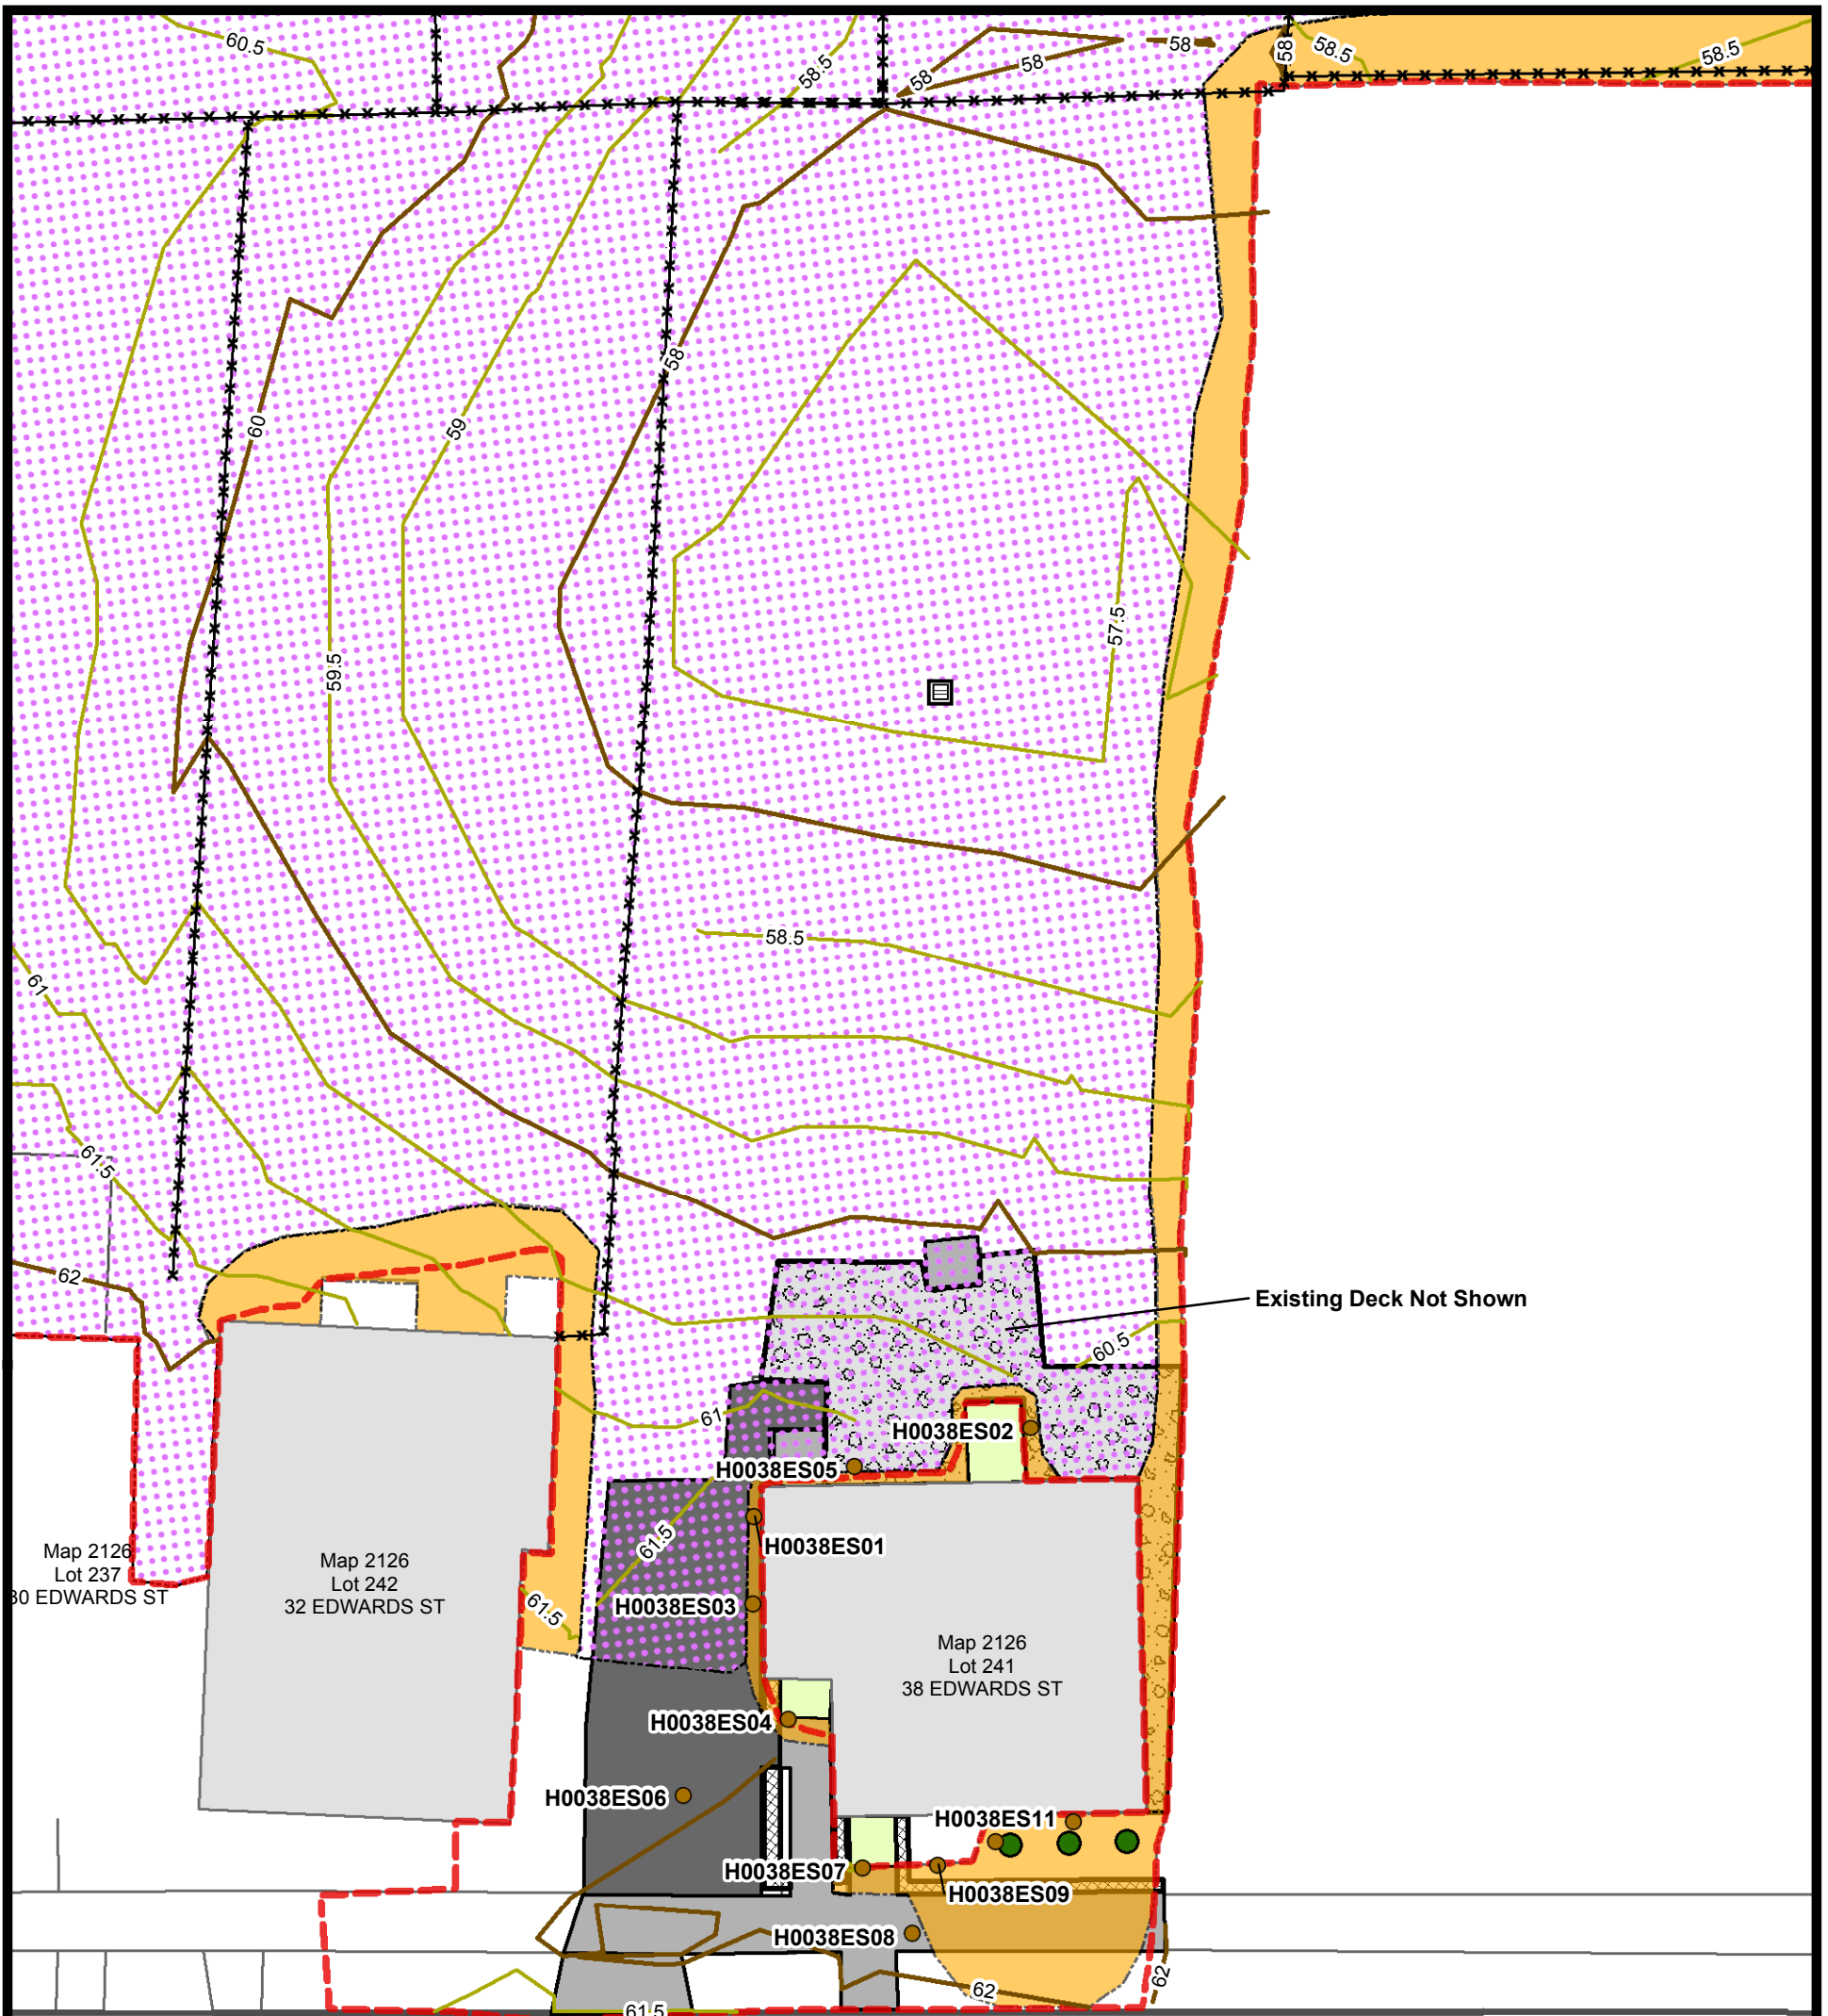 60.5
58.5
58
58
58
58
58.5
58.5
58
60
59
59.5
57.5
58.5
61
61.5
62
Existing Deck Not Shown
60.5
61
H0038ES02
H0038ES05
H0038ES01
61.5
H0038ES03
61.5
Map 2126
Lot 237
30 EDWARDS ST
Map 2126
Lot 242
32 EDWARDS ST
Map 2126
Lot 241
38 EDWARDS ST
H0038ES04
H0038ES06
H0038ES11
H0038ES07
H0038ES09
H0038ES08
62
62
61.5